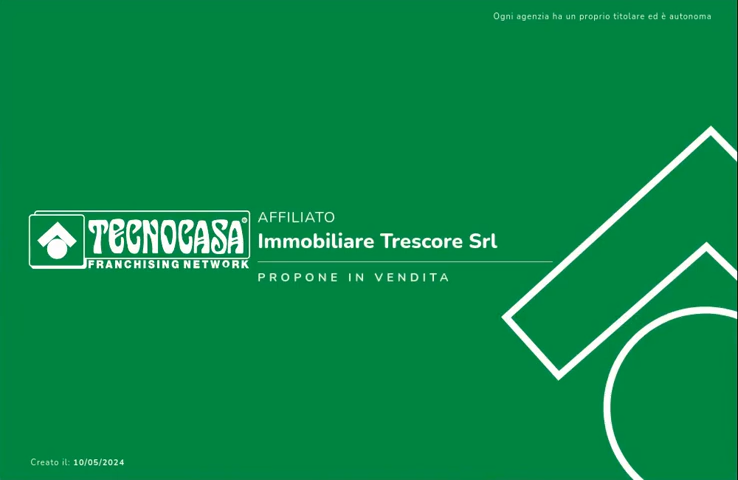 Ogni agenzia ha un proprio titolare ed è autonoma
TECNOCASA®
FRANCHISING NETWORK
AFFILIATO
Immobiliare Trescore Srl
PROPONE IN VENDITA
Creato il: 10/05/2024